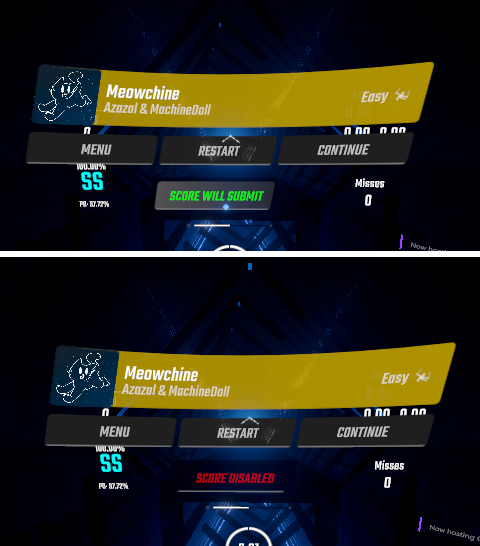 Meowchine
Azazal & MachineDoll
Easy
0.00 0.00
0
MENU
RESTART
CONTINUE
100.00%
SS
PB: 97.72%
SCORE WILL SUBMIT
Misses
0
Now
Meowchine
Azazal & MachineDoll
Easy
0.00 0.00
0
MENU
RESTART
CONTINUE
100.00%
SS
PB: 97.72%
SCORE DISABLED
Misses
0
Now hosting